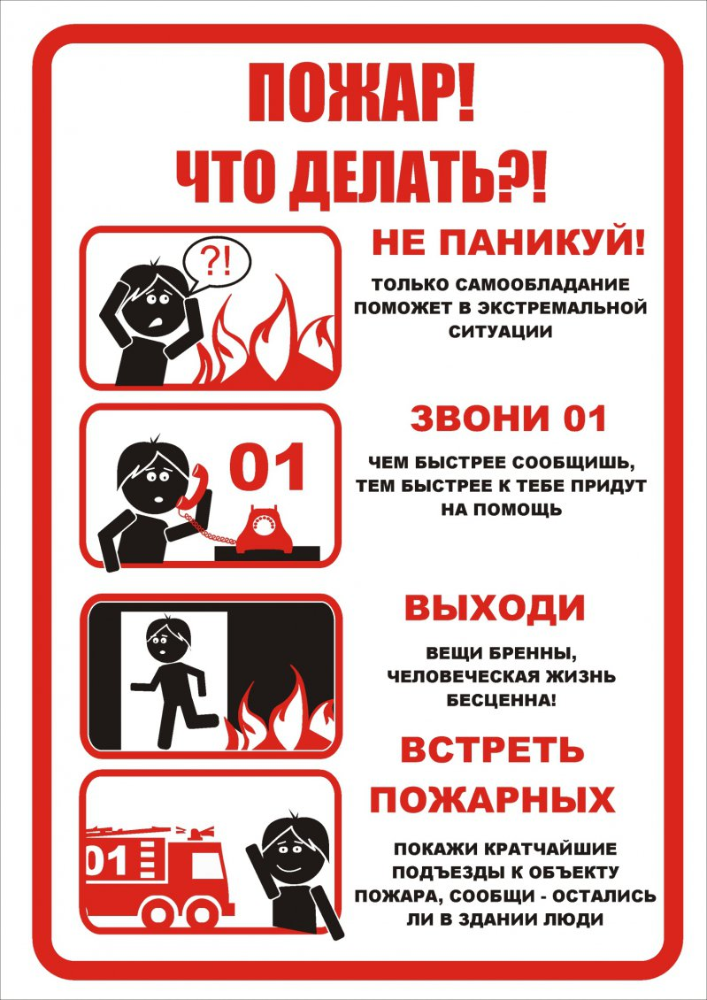 ПОЖАР!
ЧТО ДЕЛАТЬ?!
?!
НЕ ПАНИКУЙ!
ТОЛЬКО САМООБЛАДАНИЕ
ПОМОЖЕТ В ЭКСТРЕМАЛЬНОЙ
СИТУАЦИИ
01
ЗВОНИ 01
ЧЕМ БЫСТРЕЕ СООБЩИШЬ,
ТЕМ БЫСТРЕЕ К ТЕБЕ ПРИДУТ
НА ПОМОЩЬ
ВЫХОДИ
ВЕЩИ БРЕННЫ,
ЧЕЛОВЕЧЕСКАЯ ЖИЗНЬ
БЕСЦЕННА!
ВСТРЕТЬ
ПОЖАРНЫХ
01
ПОКАЖИ КРАТЧАЙШИЕ
ПОДЪЕЗДЫ К ОБЪЕКТУ
ПОЖАРА, СООБЩИ - ОСТАЛИСЬ
ЛИ В ЗДАНИИ ЛЮДИ